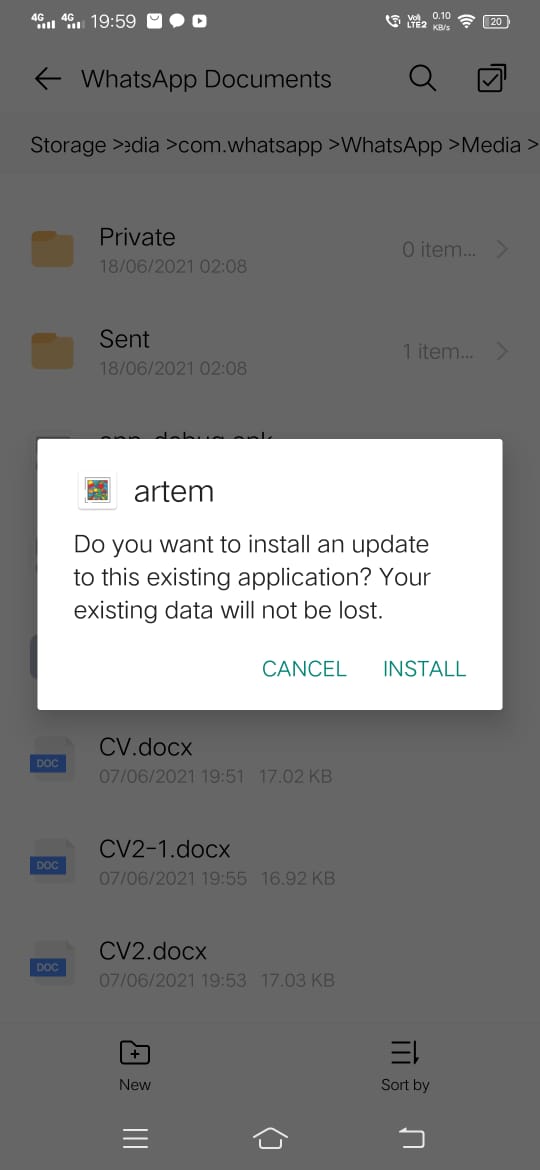 4G 4G 19:59 VoI) LTE2 0.10 KB/s 20
WhatsApp Documents
Storage >edia >com.whatsapp >WhatsApp >Media >
Private
18/06/2021 02:08
0 item...
Sent
18/06/2021 02:08
1 item...
artem
Do you want to install an update
to this existing application? Your
existing data will not be lost.
CANCEL INSTALL
DOC
CV.docx
07/06/2021 19:51 17.02 KB
DOC
CV2-1.docx
07/06/2021 19:55 16.92 KB
DOC
CV2.docx
07/06/2021 19:53 17.03 KB
New
Sort by